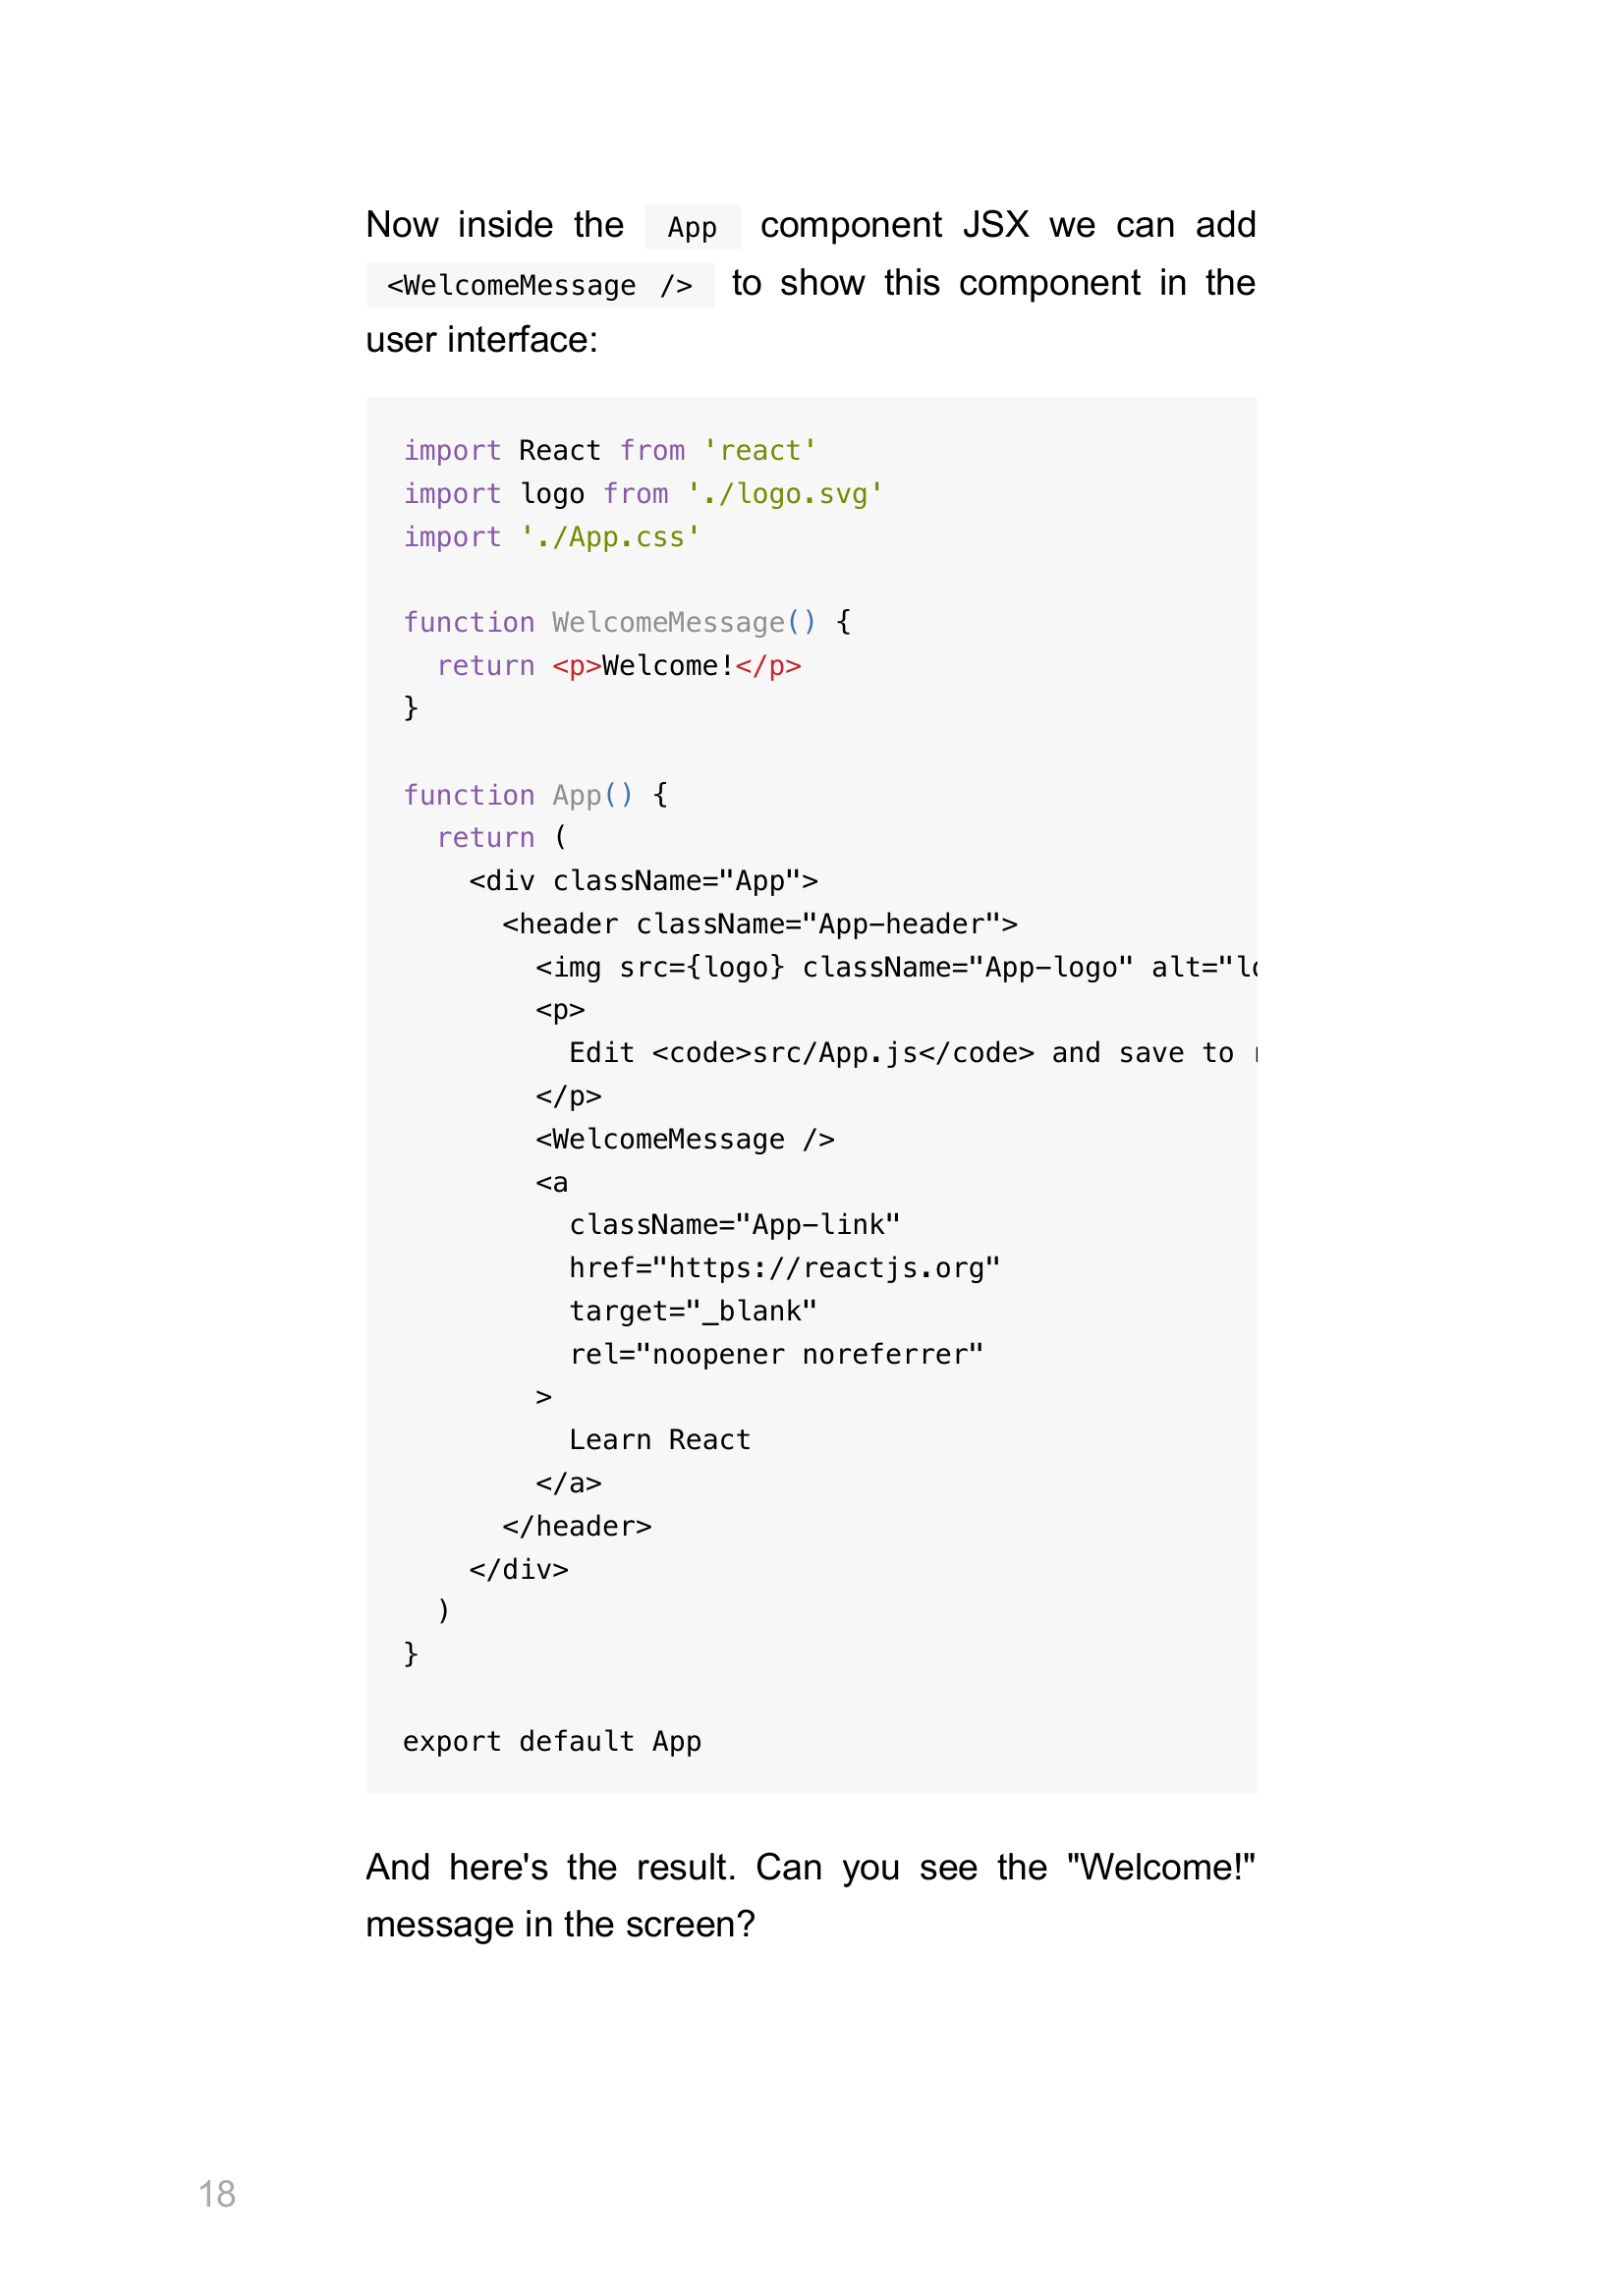 Now inside the App component JSX we can add
<WelcomeMessage /> to show this component in the
user interface:
import React from 'react'
import logo from './logo.svg'
import './App.css'
function WelcomeMessage() {
  return <p>Welcome!</p>
}
function App() {
  return (
    <div className="App">
      <header className="App-header">
        <img src={logo} className="App-logo" alt="lo
        <p>
          Edit <code>src/App.js</code> and save to
        </p>
        <WelcomeMessage />
        <a
          className="App-link"
          href="https://reactjs.org"
          target="_blank"
          rel="noopener noreferrer"
        >
          Learn React
        </a>
      </header>
    </div>
  )
}
export default App
And here's the result. Can you see the "Welcome!"
message in the screen?
18